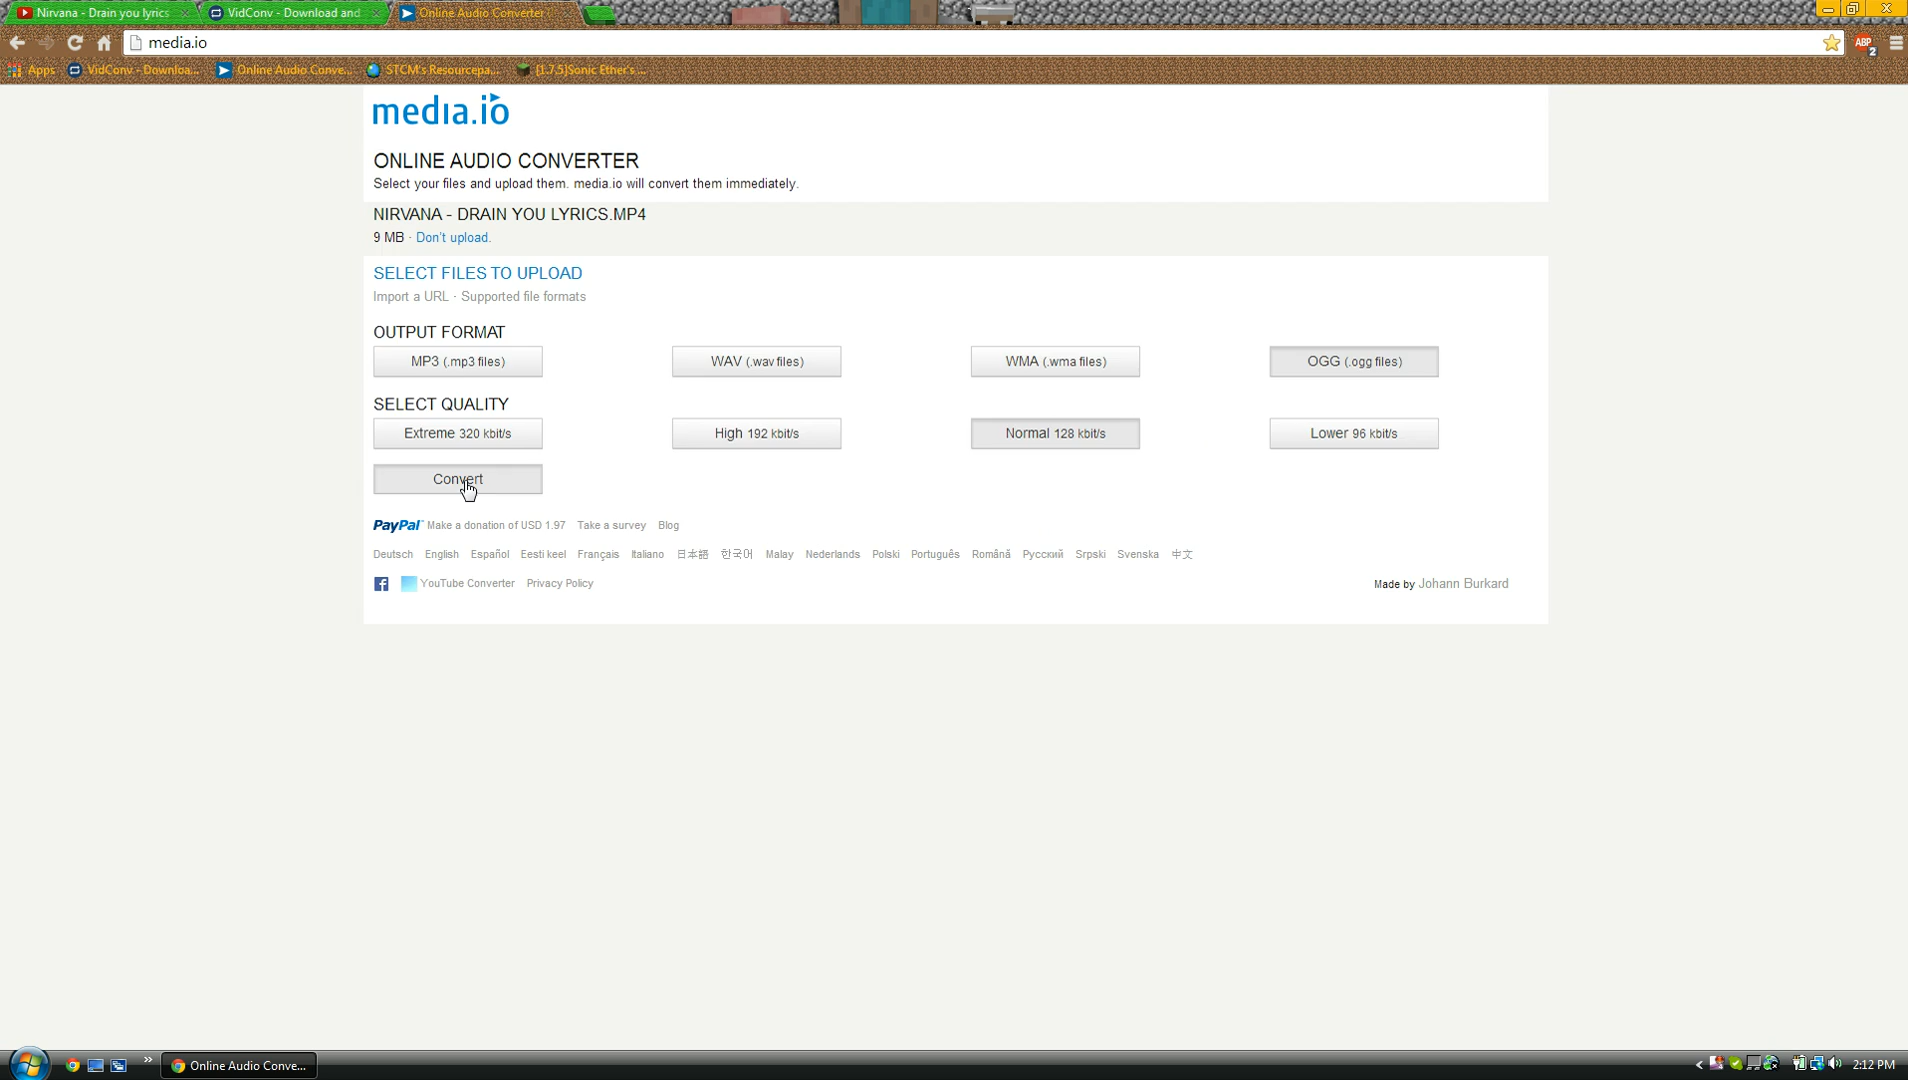 Nirvana - Drain you lyrics
VidConv - Download and
Online Audio Converter
media.io
ABP
2
Apps
VidConv - Downloa...
Online Audio Conve...
STCM's Resourcepa...
[1.7.5]Sonic Ether's ...
media.io
ONLINE AUDIO CONVERTER
Select your files and upload them. media.io will convert them immediately.
NIRVANA - DRAIN YOU LYRICS.MP4
9 MB · Don't upload.
SELECT FILES TO UPLOAD
Import a URL · Supported file formats
OUTPUT FORMAT
MP3 (.mp3 files)
WAV (.wav files)
WMA (.wma files)
OGG (.ogg files)
SELECT QUALITY
Extreme 320 kbit/s
High 192 kbit/s
Normal 128 kbit/s
Lower 96 kbit/s
Convert
PayPal Make a donation of USD 1.97 Take a survey Blog
Deutsch English Español Eesti keel Français Italiano 日本語 한국어 Malay Nederlands Polski Português Română Русский Srpski Svenska 中文
YouTube Converter Privacy Policy
Made by Johann Burkard
Online Audio Conve...
2:12 PM